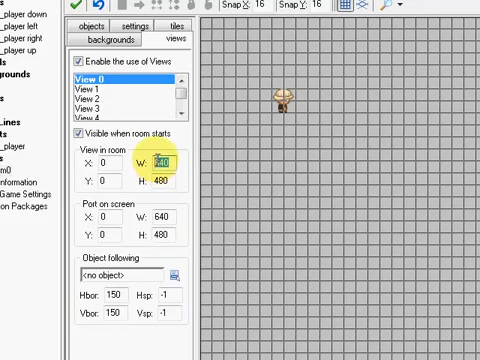 Snap X: 16 Snap Y: 16
_player down
_player left
_player right
_player up
Lines
_player
m0
nformation
Game Settings
on Packages
objects settings tiles
backgrounds views
Enable the use of Views
View 0
View 1
View 2
View 3
View 4
Visible when room starts
View in room
X: 0 W: 640
Y: 0 H: 480
Port on screen
X: 0 W: 640
Y: 0 H: 480
Object following
<no object>
Hbor: 150 Hsp: -1
Vbor: 150 Vsp: -1